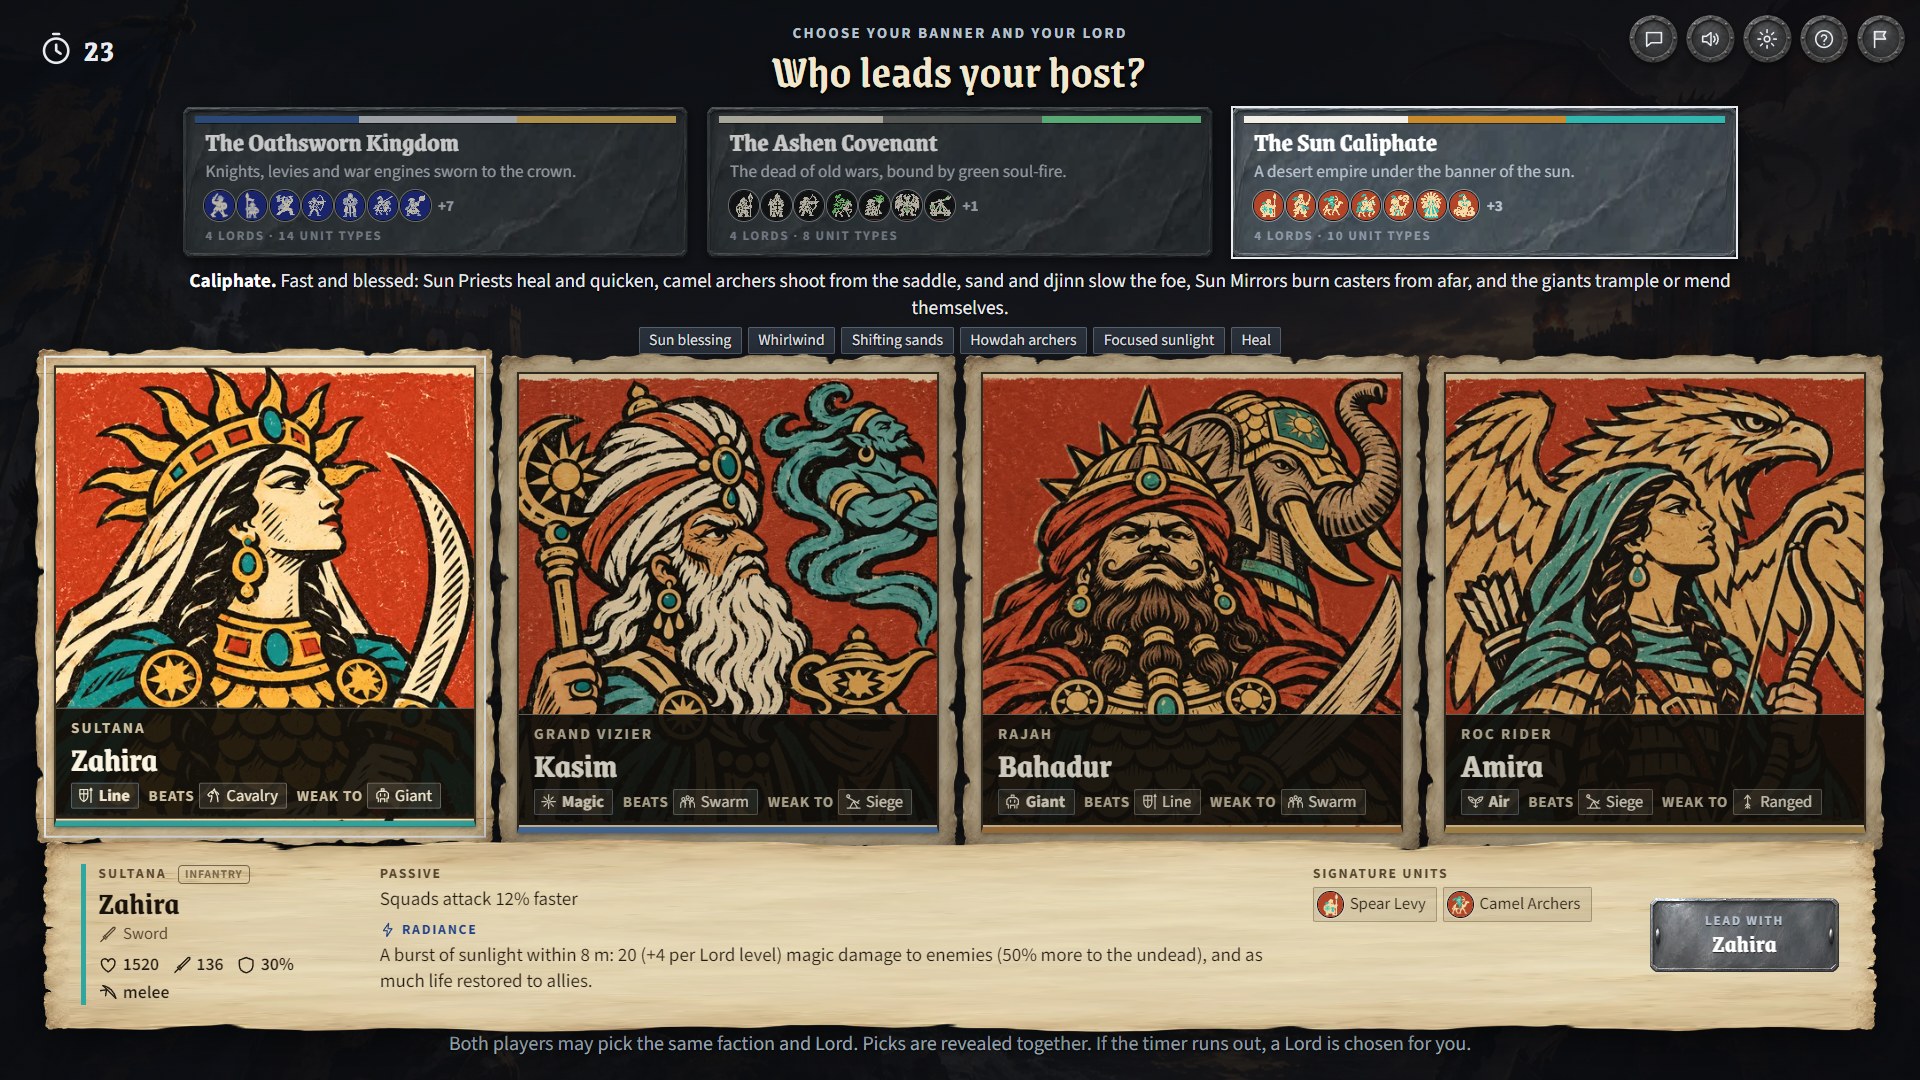 23
CHOOSE YOUR BANNER AND YOUR LORD
Who leads your host?
The Oathsworn Kingdom
Knights, levies and war engines sworn to the crown.
+7
4 LORDS · 14 UNIT TYPES
The Ashen Covenant
The dead of old wars, bound by green soul-fire.
+1
4 LORDS · 8 UNIT TYPES
The Sun Caliphate
A desert empire under the banner of the sun.
+3
4 LORDS · 10 UNIT TYPES
Caliphate. Fast and blessed: Sun Priests heal and quicken, camel archers shoot from the saddle, sand and djinn slow the foe, Sun Mirrors burn casters from afar, and the giants trample or mend
themselves.
Sun blessing Whirlwind Shifting sands Howdah archers Focused sunlight Heal
SULTANA
Zahira
Line BEATS Cavalry WEAK TO Giant
GRAND VIZIER
Kasim
Magic BEATS Swarm WEAK TO Siege
RAJAH
Bahadur
Giant BEATS Line WEAK TO Swarm
ROC RIDER
Amira
Air BEATS Siege WEAK TO Ranged
SULTANA INFANTRY
Zahira
Sword
1520 136 30%
melee
PASSIVE
Squads attack 12% faster
RADIANCE
A burst of sunlight within 8 m: 20 (+4 per Lord level) magic damage to enemies (50% more to the undead), and as
much life restored to allies.
SIGNATURE UNITS
Spear Levy Camel Archers
LEAD WITH
Zahira
Both players may pick the same faction and Lord. Picks are revealed together. If the timer runs out, a Lord is chosen for you.